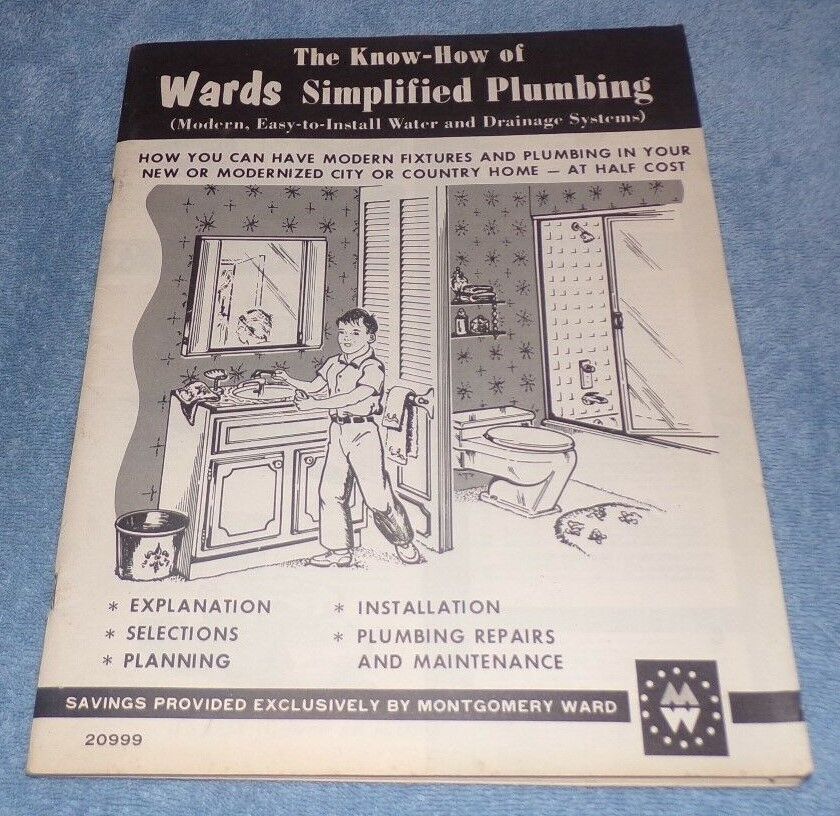 The Know-How of
Wards Simplified Plumbing
(Modern, Easy-to-Install Water and Drainage Systems)
HOW YOU CAN HAVE MODERN FIXTURES AND PLUMBING IN YOUR
NEW OR MODERNIZED CITY OR COUNTRY HOME — AT HALF COST
* EXPLANATION
* SELECTIONS
* PLANNING
* INSTALLATION
* PLUMBING REPAIRS
AND MAINTENANCE
SAVINGS PROVIDED EXCLUSIVELY BY MONTGOMERY WARD
MW
20999